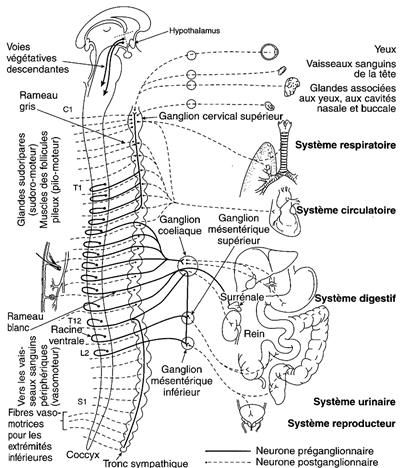 Hypothalamus
Voies
végétatives
descendantes
Yeux
Vaisseaux sanguins
de la tête
Glandes associées
aux yeux, aux cavités
nasale et buccale
Rameau
gris
C1
Ganglion cervical supérieur
Système respiratoire
Glandes sudoripares
(sudoro-moteur)
Muscles des follicules
pileux (pilo-moteur)
T1
Ganglion
coeliaque
Ganglion
mésentérique
supérieur
Système circulatoire
Surrénale
Système digestif
Rein
Rameau
blanc
T12
Racine
ventrale
L2
Vers les vais-
seaux sanguins
périphériques
(vasomoteur)
Ganglion
mésentérique
inférieur
Système urinaire
S1
Système reproducteur
Fibres vaso-
motrices
pour les
extrémités
inférieures
Coccyx
Tronc sympathique
Neurone préganglionnaire
Neurone postganglionnaire